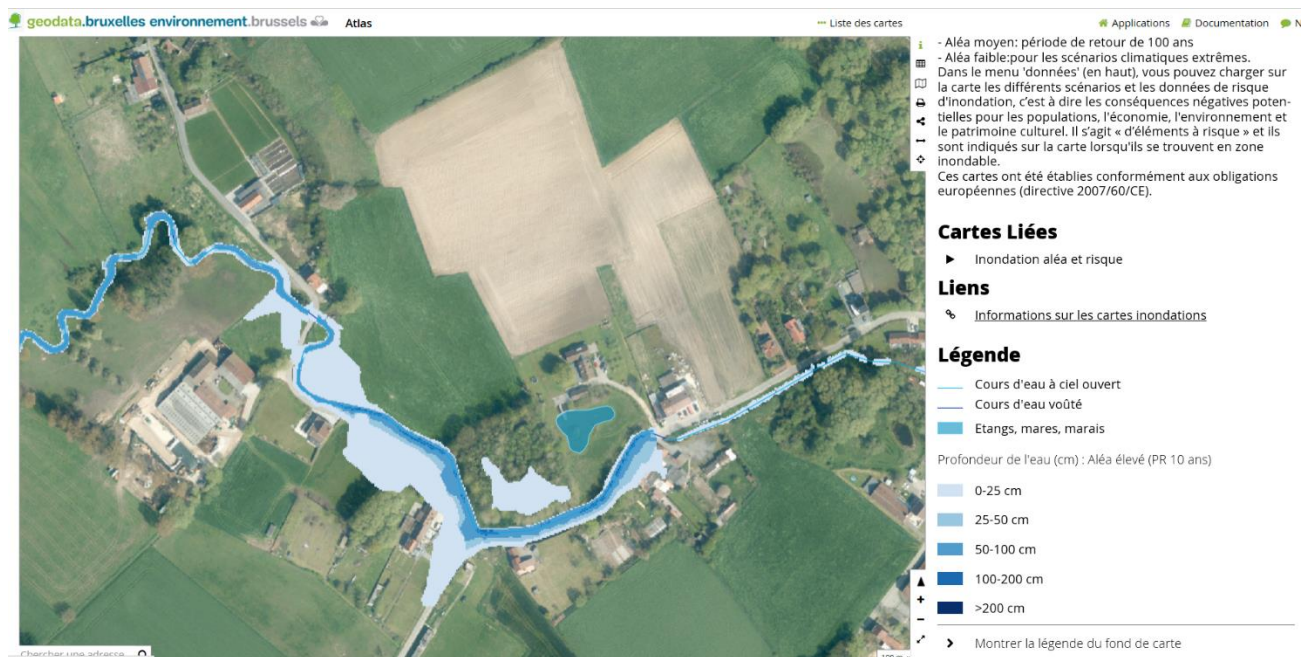 geodata.bruxelles environnement.brussels
Atlas
Liste des cartes
Applications
Documentation
N
- Aléa moyen: période de retour de 100 ans
- Aléa faible:pour les scénarios climatiques extrêmes.
Dans le menu 'données' (en haut), vous pouvez charger sur
la carte les différents scénarios et les données de risque
d'inondation, c'est à dire les conséquences négatives poten-
tielles pour les populations, l'économie, l'environnement et
le patrimoine culturel. Il s'agit « d'éléments à risque » et ils
sont indiqués sur la carte lorsqu'ils se trouvent en zone
inondable.
Ces cartes ont été établies conformément aux obligations
européennes (directive 2007/60/CE).
Cartes Liées
Inondation aléa et risque
Liens
Informations sur les cartes inondations
Légende
Cours d'eau à ciel ouvert
Cours d'eau voûté
Etangs, mares, marais
Profondeur de l'eau (cm) : Aléa élevé (PR 10 ans)
0-25 cm
25-50 cm
50-100 cm
100-200 cm
>200 cm
Montrer la légende du fond de carte
Chercher une adresse
100 m